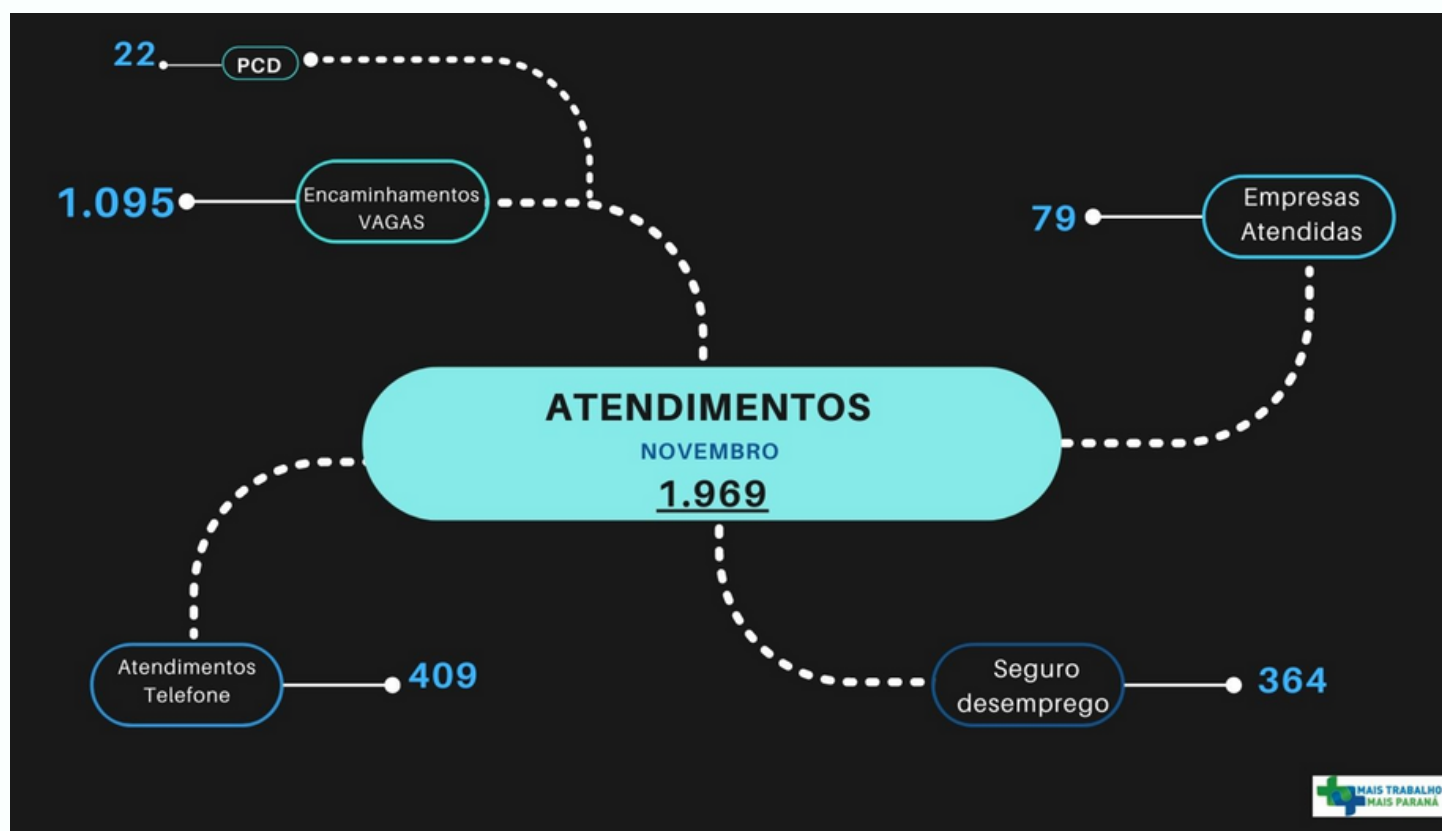 22
PCD
1.095
Encaminhamentos
VAGAS
79
Empresas
Atendidas
ATENDIMENTOS
NOVEMBRO
1.969
Atendimentos
Telefone
409
Seguro
desemprego
364
MAIS TRABALHO
MAIS PARANÁ